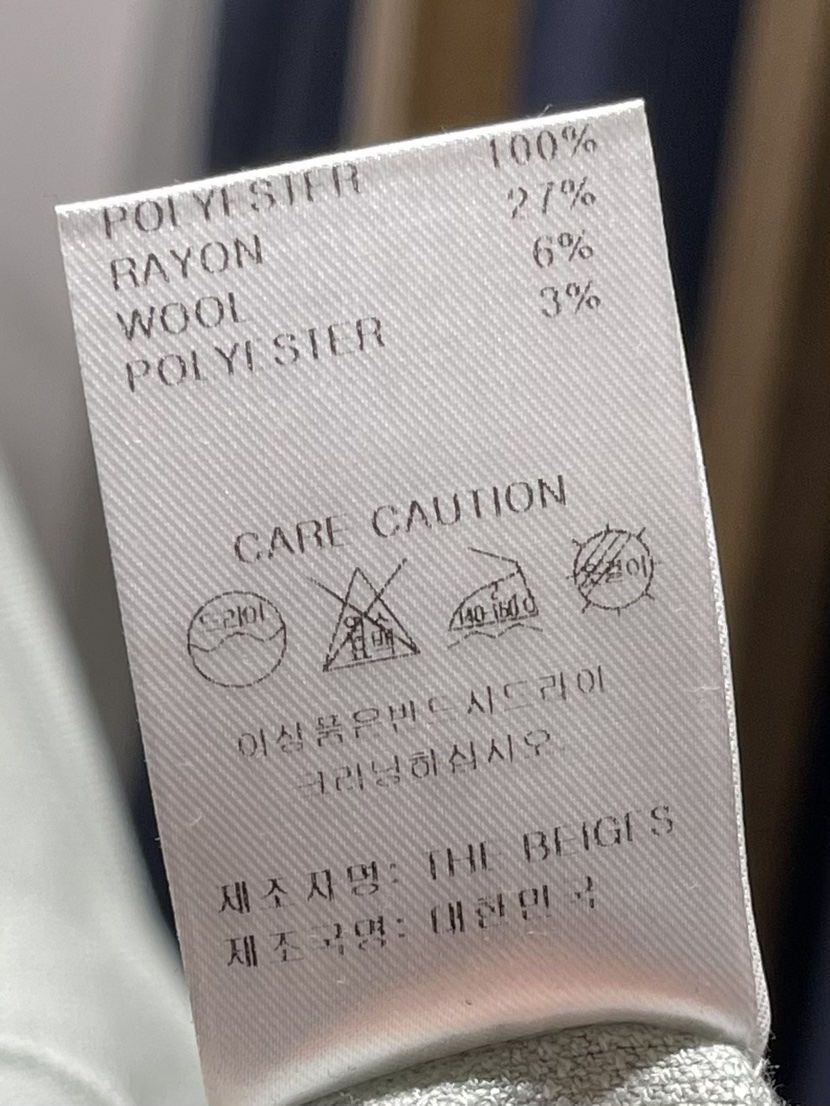 POLYESTER 100%
RAYON 27%
WOOL 6%
POLYESTER 3%
CARE CAUTION
드라이
140-160℃
이상품은반드시드라이
크리닝하십시오.
제조자명: THE BEIGES
제조국명: 대한민국